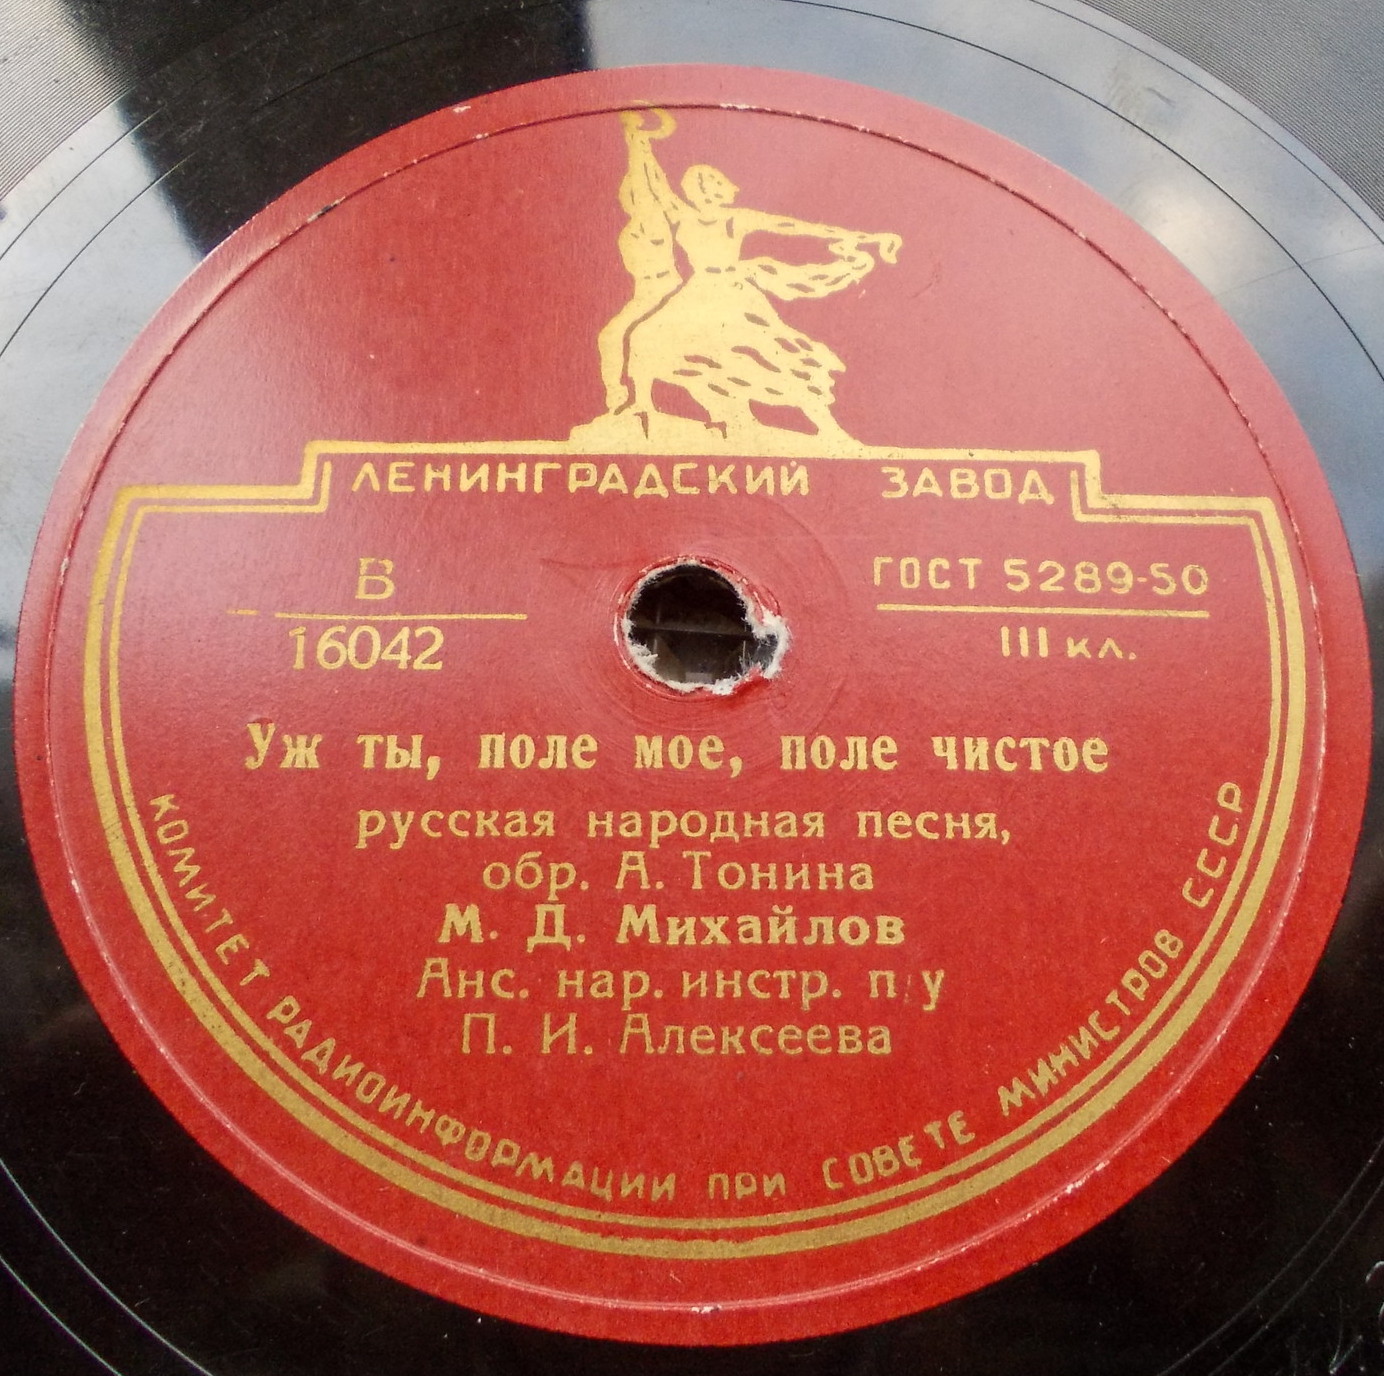 ЛЕНИНГРАДСКИЙ ЗАВОД
В
16042
ГОСТ 5289-50
III кл.
Уж ты, поле мое, поле чистое
русская народная песня,
обр. А. Тонина
М. Д. Михайлов
Анс. нар. инстр. п/у
П. И. Алексеева
КОМИТЕТ РАДИОИНФОРМАЦИИ ПРИ СОВЕТЕ МИНИСТРОВ СССР